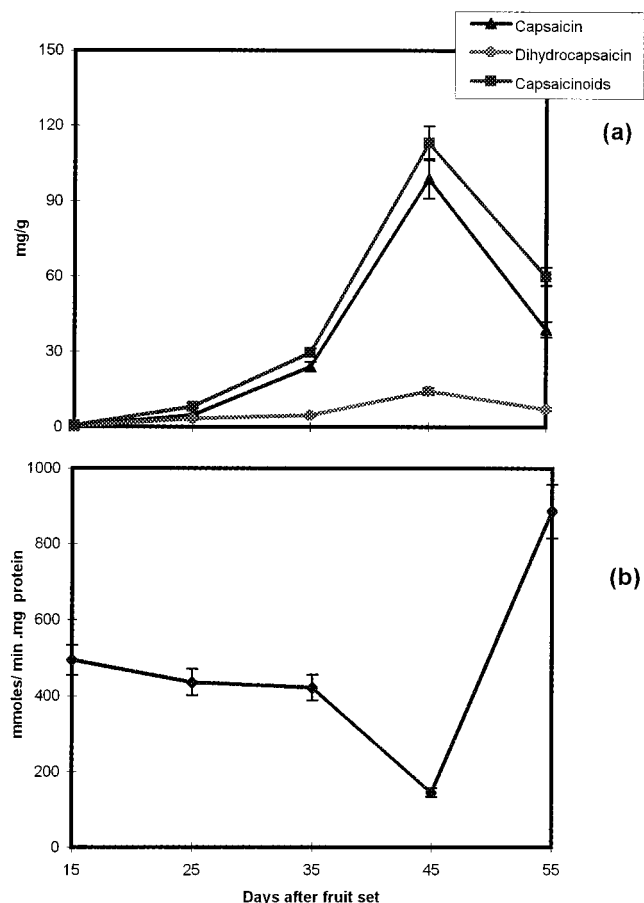 Capsaicin
Dihydrocapsaicin
Capsaicinoids
(a)
150
120
90
60
30
0
mg/g
(b)
1000
800
600
400
200
0
mmoles/ min .mg protein
15 25 35 45 55
Days after fruit set